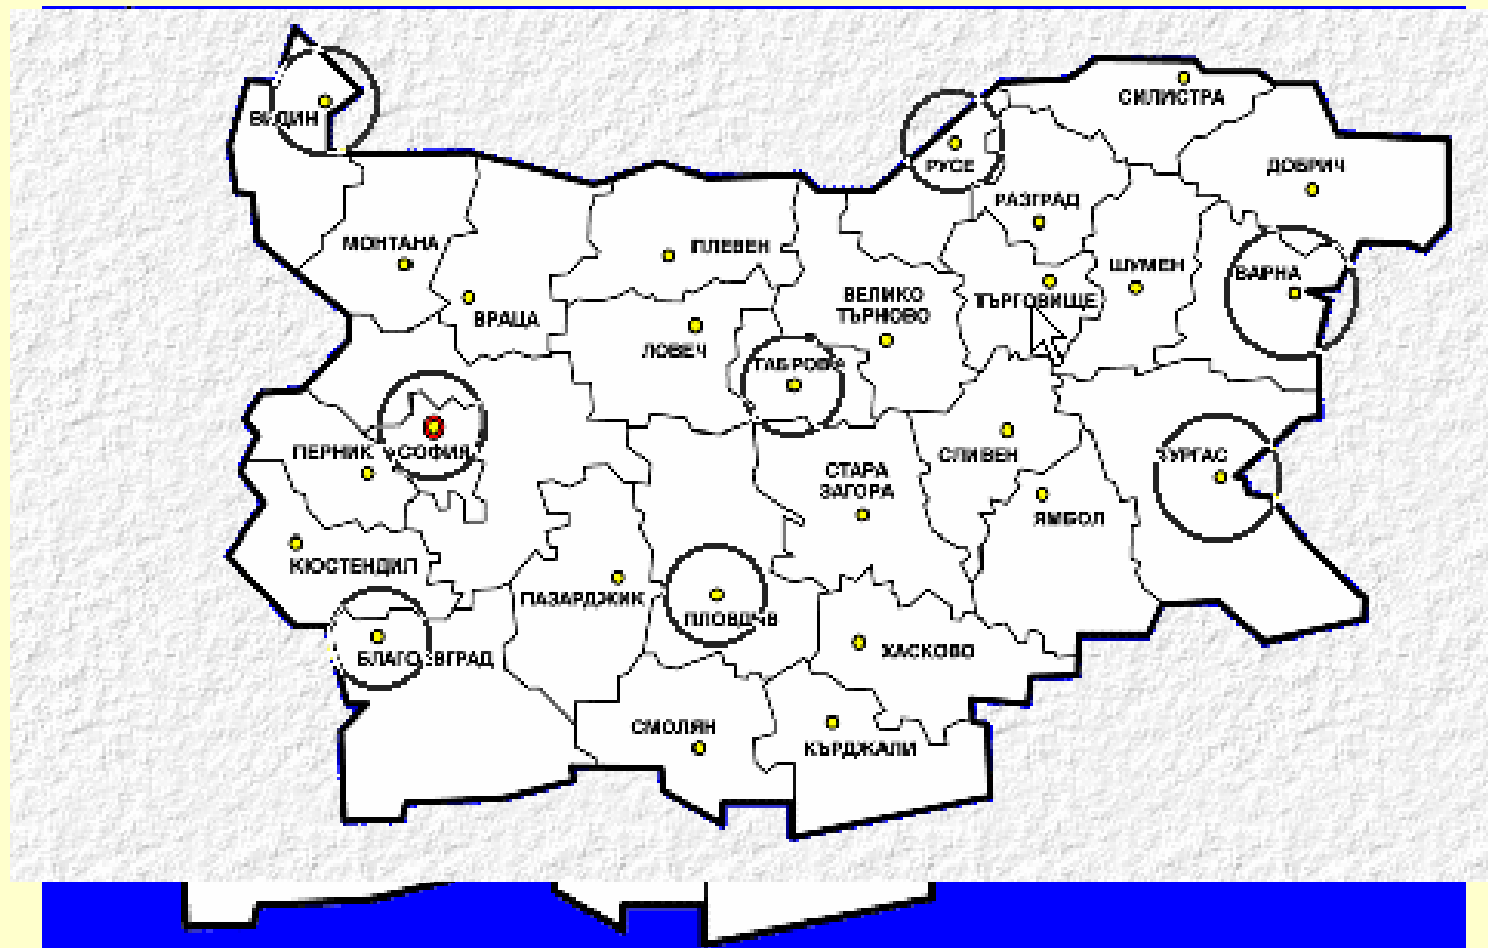 СИЛИСТРА
ВИДИН
РУСЕ
ДОБРИЧ
РАЗГРАД
МОНТАНА
ПЛЕВЕН
ШУМЕН
ВАРНА
ВЕЛИКО
ТЪРНОВО
ТЪРГОВИЩЕ
ВРАЦА
ЛОВЕЧ
ГАБРОВО
ПЕРНИК
СОФИЯ
СЛИВЕН
БУРГАС
СТАРА
ЗАГОРА
ЯМБОЛ
КЮСТЕНДИЛ
ПАЗАРДЖИК
ПЛОВДИВ
БЛАГОЕВГРАД
ХАСКОВО
СМОЛЯН
КЪРДЖАЛИ